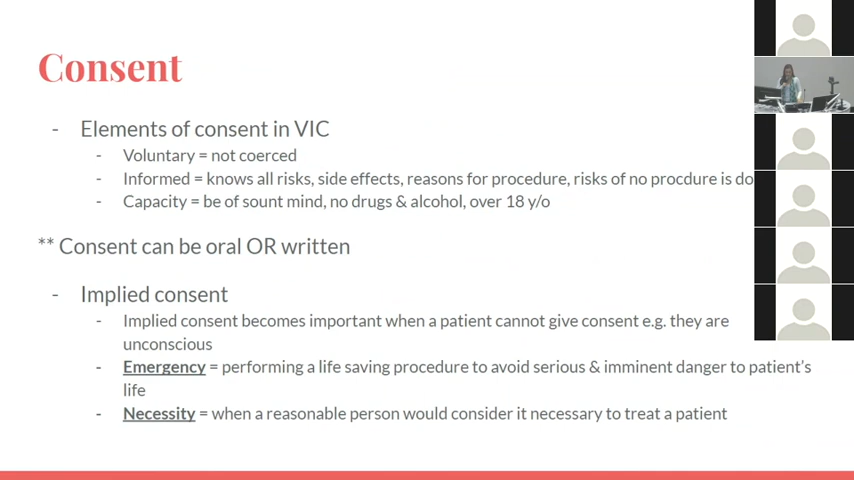 Consent
- Elements of consent in VIC
- Voluntary = not coerced
- Informed = knows all risks, side effects, reasons for procedure, risks of no procdure is do
- Capacity = be of sount mind, no drugs & alcohol, over 18 y/o
** Consent can be oral OR written
- Implied consent
- Implied consent becomes important when a patient cannot give consent e.g. they are
unconscious
- Emergency = performing a life saving procedure to avoid serious & imminent danger to patient's
life
- Necessity = when a reasonable person would consider it necessary to treat a patient